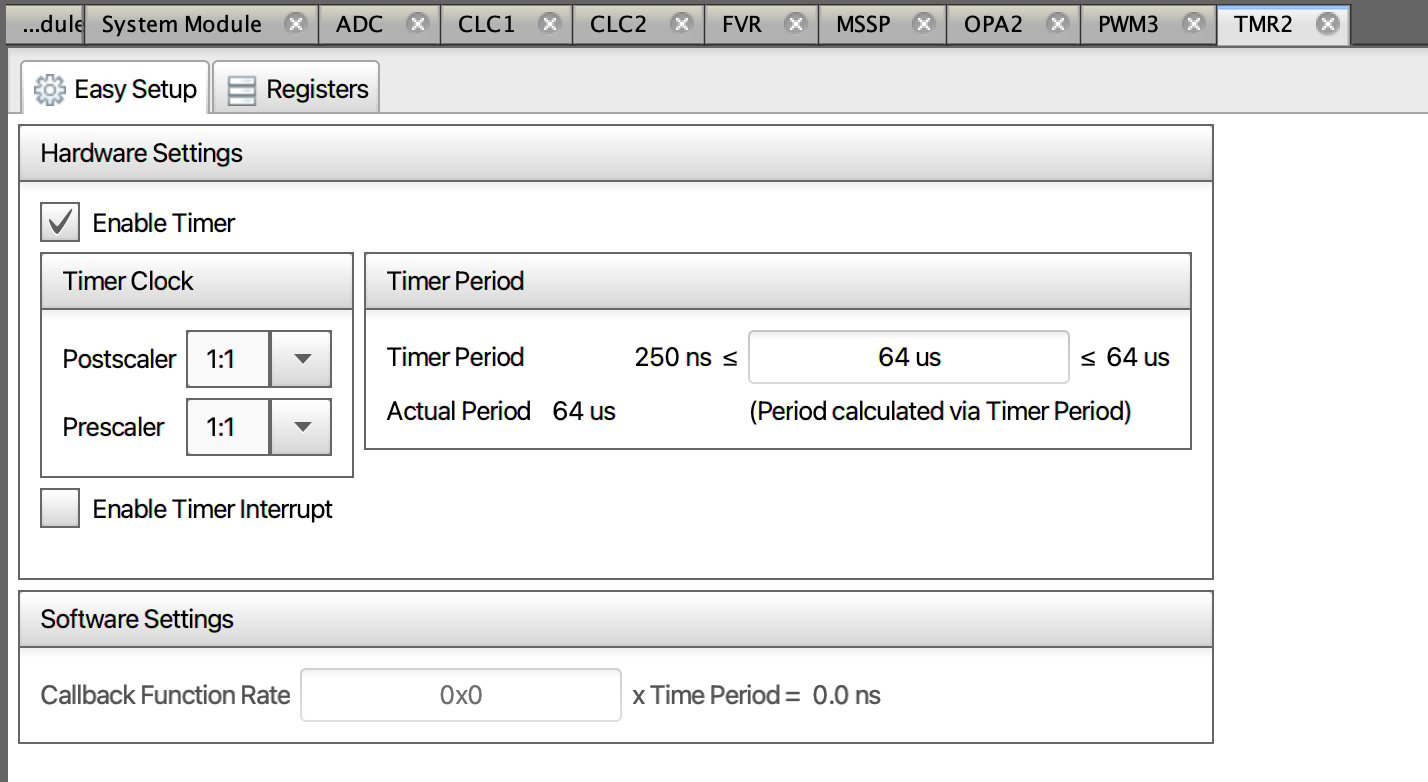 ...dule System Module ADC CLC1 CLC2 FVR MSSP OPA2 PWM3 TMR2
Easy Setup Registers
Hardware Settings
Enable Timer
Timer Clock
Postscaler 1:1
Prescaler 1:1
Timer Period
Timer Period 250 ns ≤ 64 us ≤ 64 us
Actual Period 64 us (Period calculated via Timer Period)
Enable Timer Interrupt
Software Settings
Callback Function Rate 0x0 x Time Period = 0.0 ns